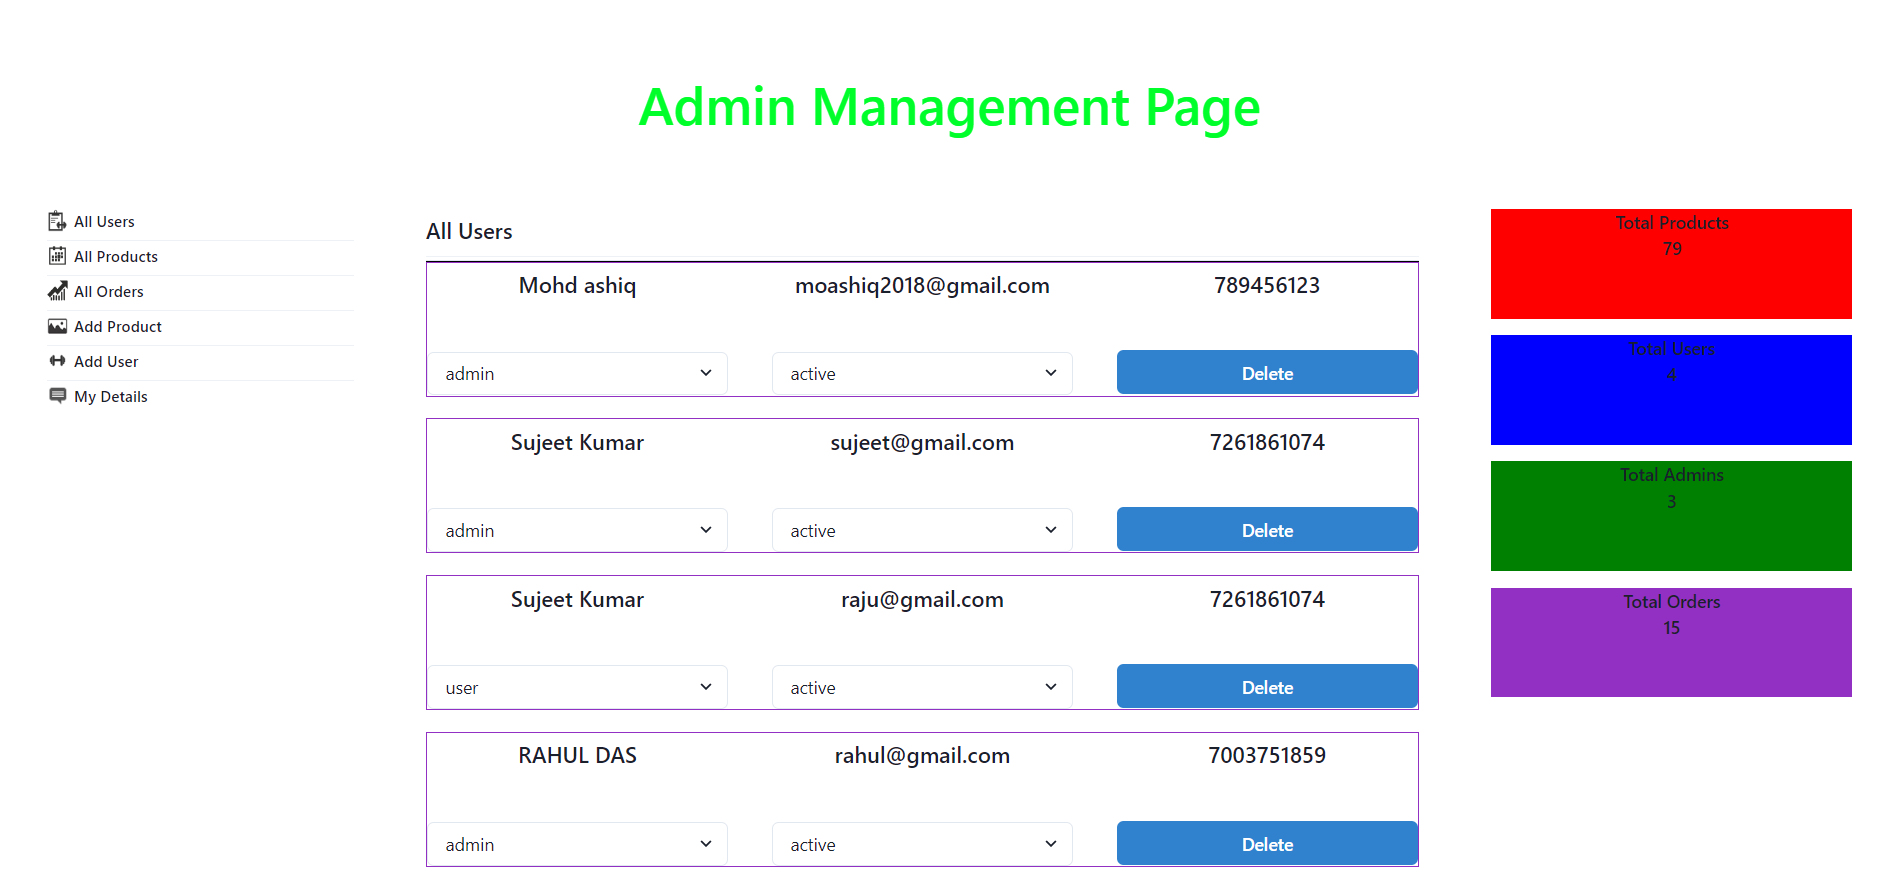 Admin Management Page
All Users
All Products
All Orders
Add Product
Add User
My Details
All Users
Mohd ashiq moashiq2018@gmail.com 789456123
admin active Delete
Sujeet Kumar sujeet@gmail.com 7261861074
admin active Delete
Sujeet Kumar raju@gmail.com 7261861074
user active Delete
RAHUL DAS rahul@gmail.com 7003751859
admin active Delete
Total Products
79
Total Users
4
Total Admins
3
Total Orders
15